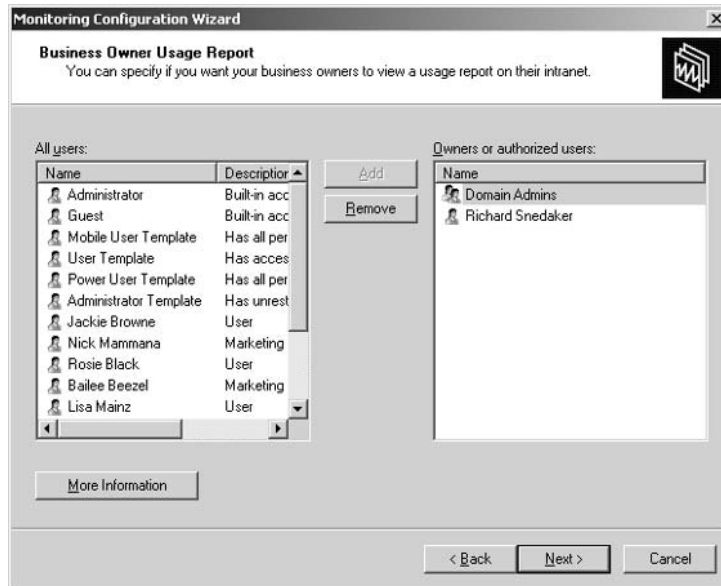 Monitoring Configuration Wizard
Business Owner Usage Report
You can specify if you want your business owners to view a usage report on their intranet.
All users:
Name Description
Administrator Built-in acc
Guest Built-in acc
Mobile User Template Has all per
User Template Has acces
Power User Template Has all per
Administrator Template Has unrest
Jackie Browne User
Nick Mammana Marketing
Rosie Black User
Bailee Beezel Marketing
Lisa Mainz User
Add
Remove
Owners or authorized users:
Name
Domain Admins
Richard Snedaker
More Information
< Back
Next >
Cancel